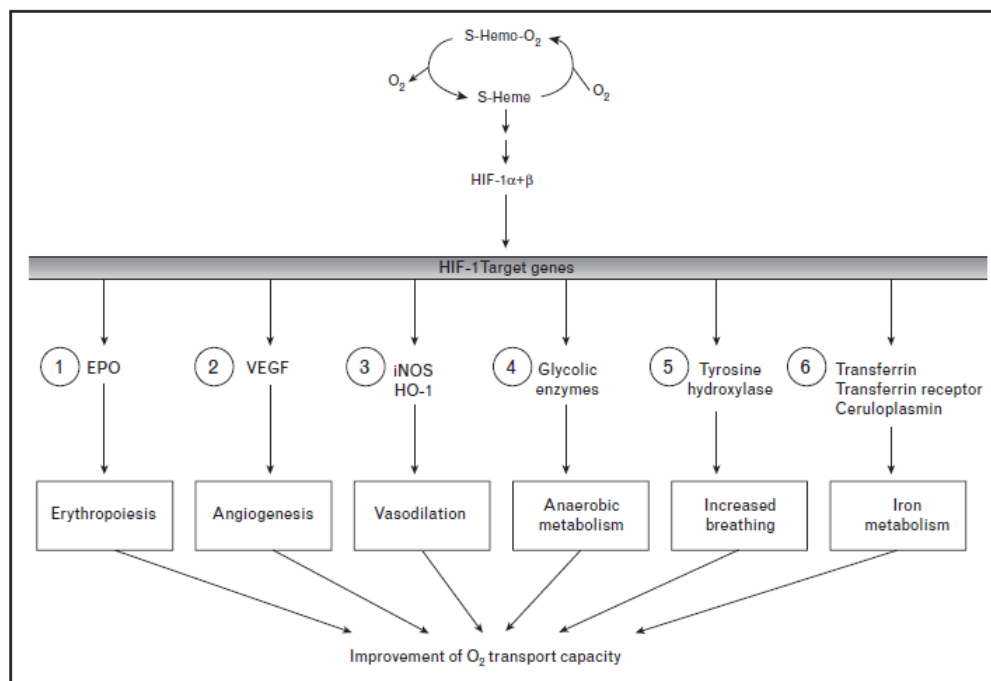 S-Hemo-O₂
O₂
O₂
S-Heme
HIF-1α+β
HIF-1 Target genes
1 EPO
2 VEGF
3 iNOS
HO-1
4 Glycolic
enzymes
5 Tyrosine
hydroxylase
6 Transferrin
Transferrin receptor
Ceruloplasmin
Erythropoiesis
Angiogenesis
Vasodilation
Anaerobic
metabolism
Increased
breathing
Iron
metabolism
Improvement of O₂ transport capacity